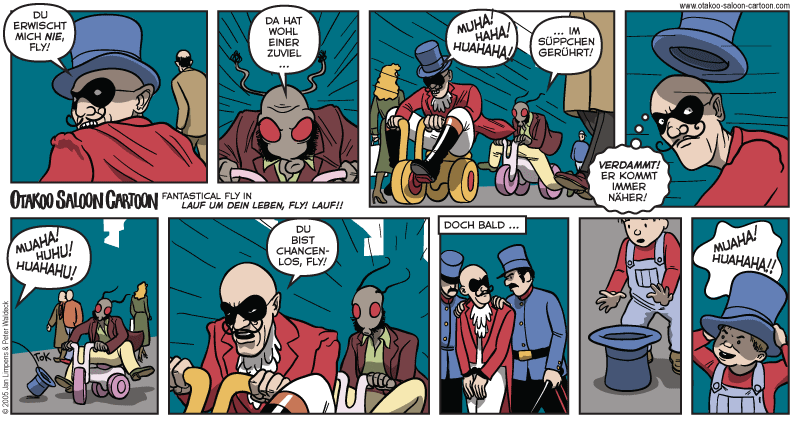 www.otakoo-saloon-cartoon.com
DU
ERWISCHT
MICH NIE,
FLY!
DA HAT
WOHL
EINER
ZUVIEL
...
MUHA!
HAHA!
HUAHAHA!
... IM
SÜPPCHEN
GERÜHRT!
VERDAMMT!
ER KOMMT
IMMER
NÄHER!
OTAKOO SALOON CARTOON
FANTASTICAL FLY IN
LAUF UM DEIN LEBEN, FLY! LAUF!!
MUAHA!
HUHU!
HUAHAHU!
TOK
DU
BIST
CHANCEN-
LOS, FLY!
DOCH BALD ...
MUAHA!
HUAHAHA!!
© 2005 Jan Limpens & Peter Waldeck